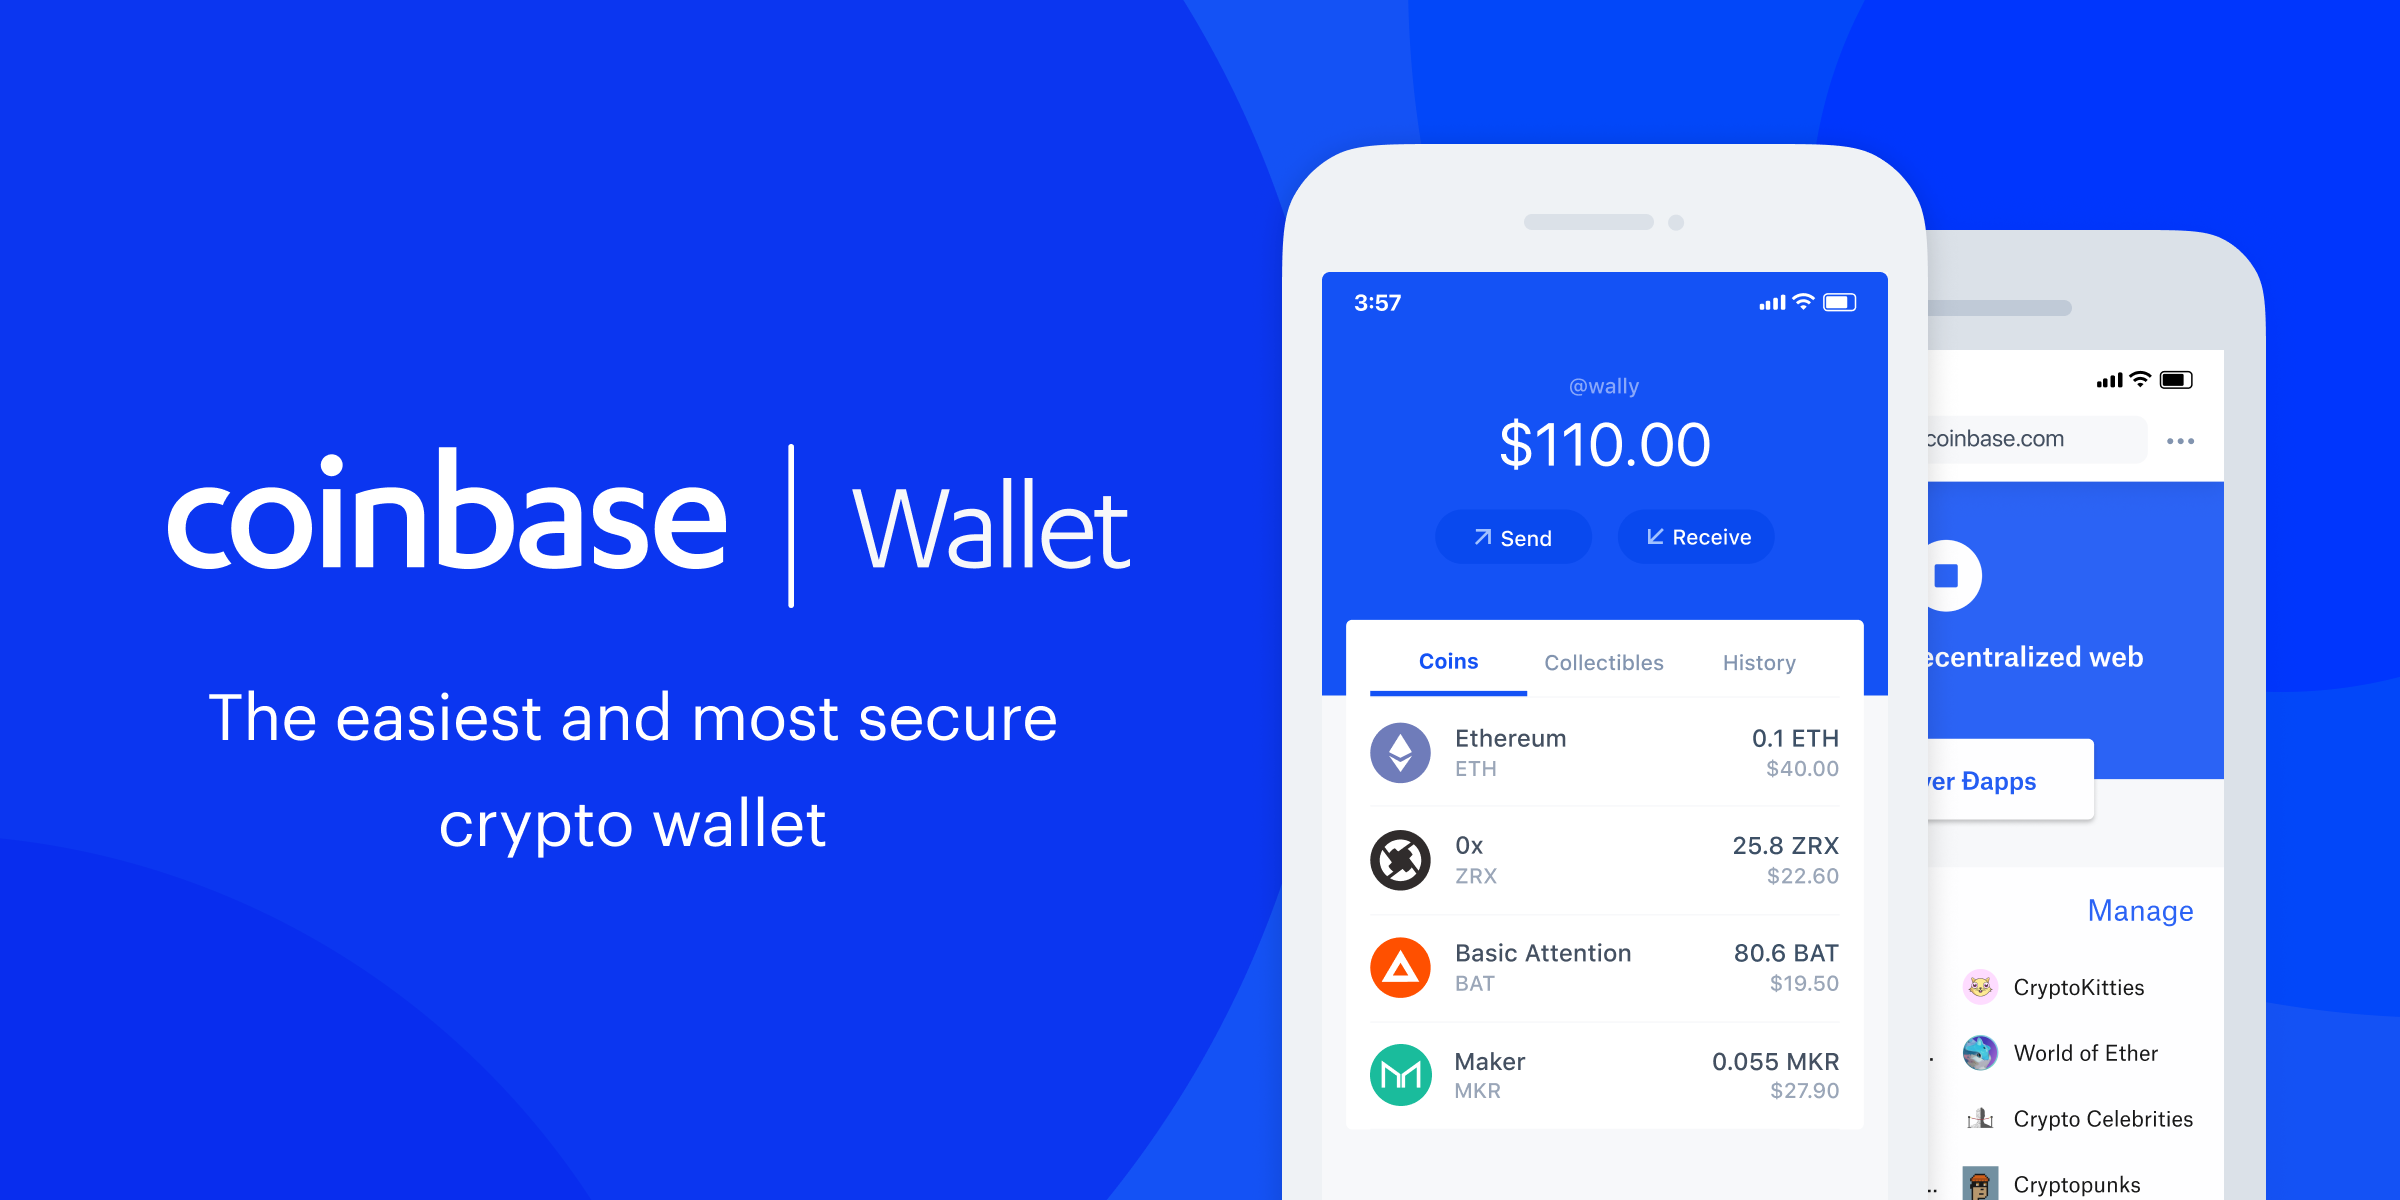 coinbase | Wallet
The easiest and most secure
crypto wallet
3:57
@wally
$110.00
Send Receive
Coins Collectibles History
Ethereum 0.1 ETH
ETH $40.00
0x 25.8 ZRX
ZRX $22.60
Basic Attention 80.6 BAT
BAT $19.50
Maker 0.055 MKR
MKR $27.90
coinbase.com
ecentralized web
ver Ðapps
Manage
CryptoKitties
World of Ether
Crypto Celebrities
Cryptopunks